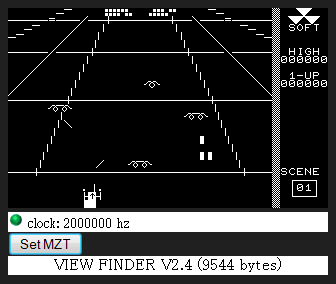 SOFT
HIGH
000000
1-UP
000000
SCENE
01
clock: 2000000 hz
Set MZT
VIEW FINDER V2.4 (9544 bytes)